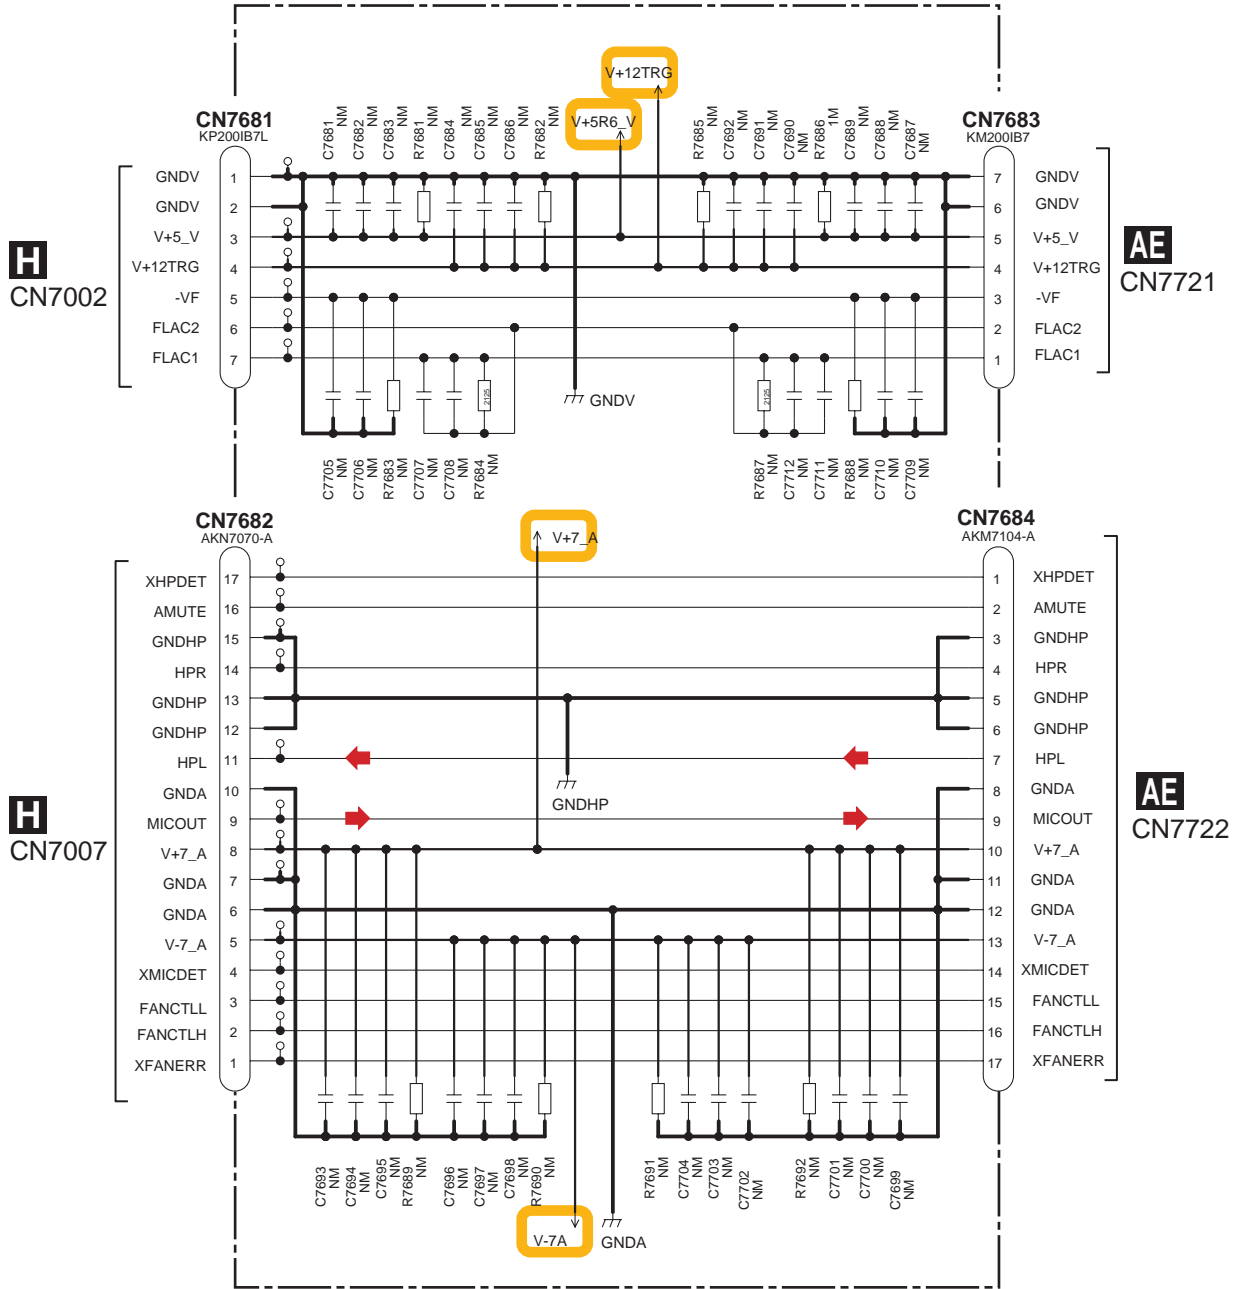 V+12TRG
V+5R6_V
CN7681
KP200IB7L
C7681 NM
C7682 NM
C7683 NM
R7681 NM
C7684 NM
C7685 NM
C7686 NM
R7682 NM
R7685 NM
C7692 NM
C7691 NM
C7690 NM
R7686 1M
C7689 NM
C7688 NM
C7687 NM
CN7683
KM200IB7
H
CN7002
GNDV 1
GNDV 2
V+5_V 3
V+12TRG 4
-VF 5
FLAC2 6
FLAC1 7
7 GNDV
6 GNDV
5 V+5_V
4 V+12TRG
3 -VF
2 FLAC2
1 FLAC1
AE
CN7721
2125
2125
GNDV
C7705 NM
C7706 NM
R7683 NM
C7707 NM
C7708 NM
R7684 NM
R7687 NM
C7712 NM
C7711 NM
R7688 NM
C7710 NM
C7709 NM
CN7682
AKN7070-A
V+7_A
CN7684
AKM7104-A
H
CN7007
XHPDET 17
AMUTE 16
GNDHP 15
HPR 14
GNDHP 13
GNDHP 12
HPL 11
GNDA 10
MICOUT 9
V+7_A 8
GNDA 7
GNDA 6
V-7_A 5
XMICDET 4
FANCTLL 3
FANCTLH 2
XFANERR 1
GNDHP
1 XHPDET
2 AMUTE
3 GNDHP
4 HPR
5 GNDHP
6 GNDHP
7 HPL
8 GNDA
9 MICOUT
10 V+7_A
11 GNDA
12 GNDA
13 V-7_A
14 XMICDET
15 FANCTLL
16 FANCTLH
17 XFANERR
AE
CN7722
C7693 NM
C7694 NM
C7695 NM
R7689 NM
C7696 NM
C7697 NM
C7698 NM
R7690 NM
R7691 NM
C7704 NM
C7703 NM
C7702 NM
R7692 NM
C7701 NM
C7700 NM
C7699 NM
V-7A
GNDA